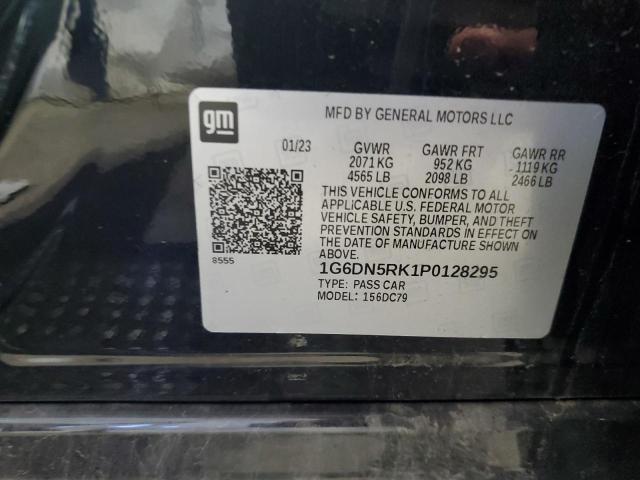 gm
MFD BY GENERAL MOTORS LLC
01/23 GVWR GAWR FRT GAWR RR
2071 KG 952 KG 1119 KG
4565 LB 2098 LB 2466 LB
THIS VEHICLE CONFORMS TO ALL
APPLICABLE U.S. FEDERAL MOTOR
VEHICLE SAFETY, BUMPER, AND THEFT
PREVENTION STANDARDS IN EFFECT ON
THE DATE OF MANUFACTURE SHOWN
ABOVE.
8555
1G6DN5RK1P0128295
TYPE: PASS CAR
MODEL: 156DC79